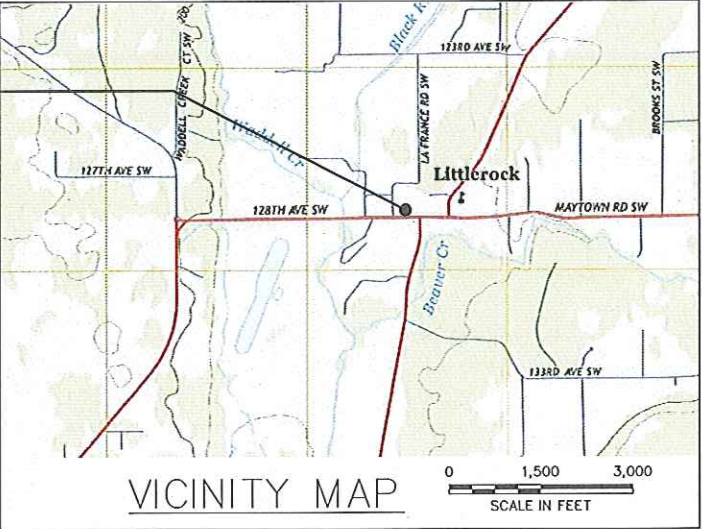 Black R
123RD AVE SW
WADDELL CREEK CT SW
LA FRANCE RD SW
BROOKS ST SW
Waddell Cr
127TH AVE SW
Littlerock
128TH AVE SW
MAYTOWN RD SW
Beaver Cr
133RD AVE SW
VICINITY MAP
0 1,500 3,000
SCALE IN FEET